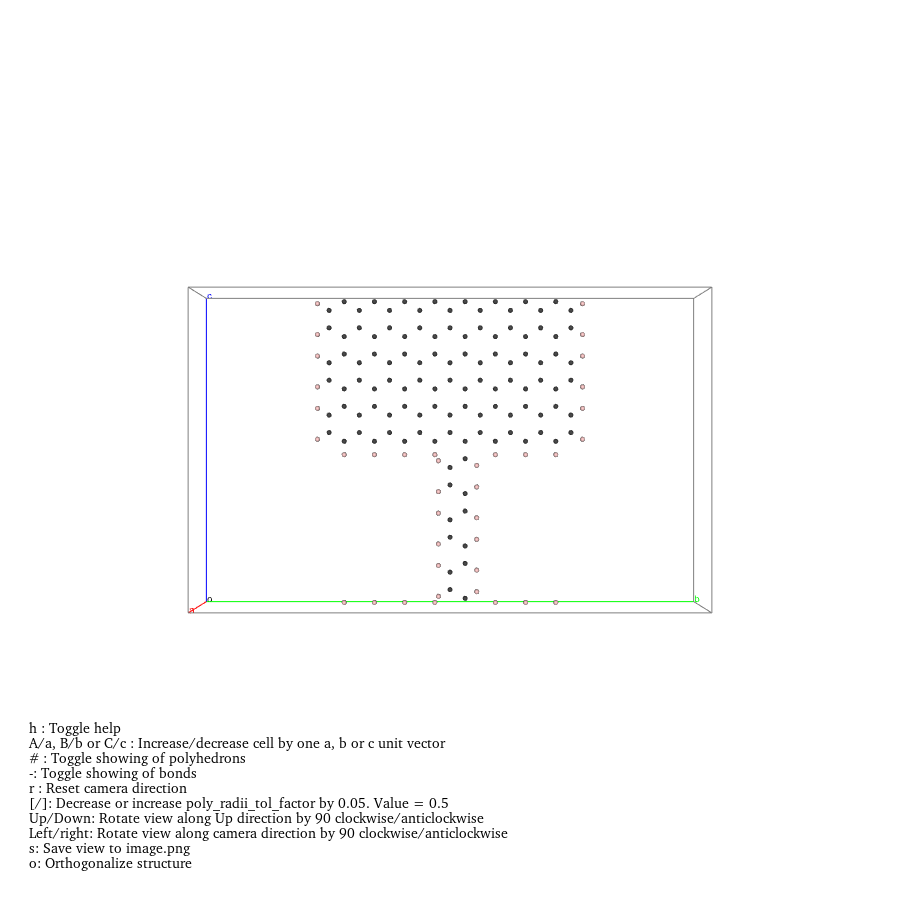 c
o
b
a
h : Toggle help
A/a, B/b or C/c : Increase/decrease cell by one a, b or c unit vector
# : Toggle showing of polyhedrons
-: Toggle showing of bonds
r : Reset camera direction
[/]: Decrease or increase poly_radii_tol_factor by 0.05. Value = 0.5
Up/Down: Rotate view along Up direction by 90 clockwise/anticlockwise
Left/right: Rotate view along camera direction by 90 clockwise/anticlockwise
s: Save view to image.png
o: Orthogonalize structure